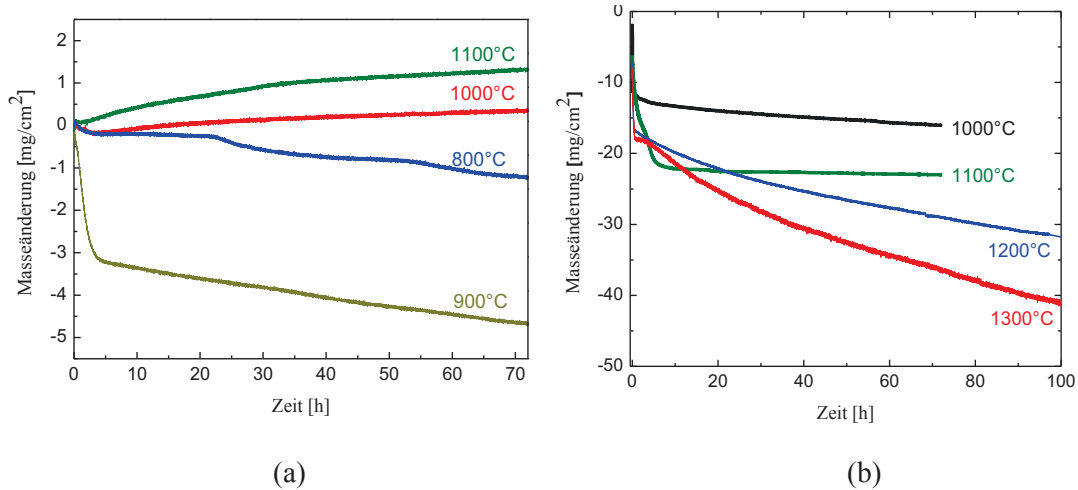 2
1
0
-1
-2
-3
-4
-5
Masseänderung [mg/cm²]
1100°C
1000°C
800°C
900°C
0 10 20 30 40 50 60 70
Zeit [h]
(a)
0
-10
-20
-30
-40
-50
Masseänderung [mg/cm²]
1000°C
1100°C
1200°C
1300°C
0 20 40 60 80 100
Zeit [h]
(b)